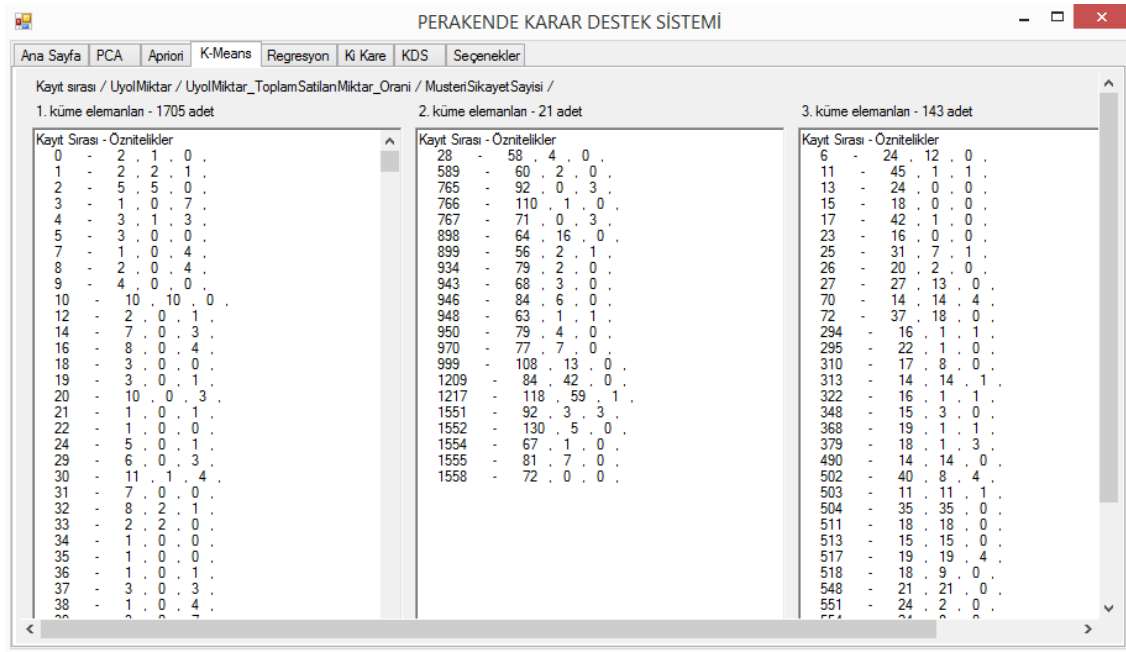 PERAKENDE KARAR DESTEK SİSTEMİ
Ana Sayfa PCA Apriori K-Means Regresyon Ki Kare KDS Seçenekler
Kayıt sırası / UyolMiktar / UyolMiktar_ToplamSatilanMiktar_Orani / MusteriSikayetSayisi /
1. küme elemanları - 1705 adet
Kayıt Sırası - Öznitelikler
0 - 2 , 1 , 0 ,
1 - 2 , 2 , 1 ,
2 - 5 , 5 , 0 ,
3 - 1 , 0 , 7 ,
4 - 3 , 1 , 3 ,
5 - 3 , 0 , 0 ,
7 - 1 , 0 , 4 ,
8 - 2 , 0 , 4 ,
9 - 4 , 0 , 0 ,
10 - 10 , 10 , 0 ,
12 - 2 , 0 , 1 ,
14 - 7 , 0 , 3 ,
16 - 8 , 0 , 4 ,
18 - 3 , 0 , 0 ,
19 - 3 , 0 , 1 ,
20 - 10 , 0 , 3 ,
21 - 1 , 0 , 1 ,
22 - 1 , 0 , 0 ,
24 - 5 , 0 , 1 ,
29 - 6 , 0 , 3 ,
30 - 11 , 1 , 4 ,
31 - 7 , 0 , 0 ,
32 - 8 , 2 , 1 ,
33 - 2 , 2 , 0 ,
34 - 1 , 0 , 0 ,
35 - 1 , 0 , 0 ,
36 - 1 , 0 , 1 ,
37 - 3 , 0 , 3 ,
38 - 1 , 0 , 4 ,
2. küme elemanları - 21 adet
Kayıt Sırası - Öznitelikler
28 - 58 , 4 , 0 ,
589 - 60 , 2 , 0 ,
765 - 92 , 0 , 3 ,
766 - 110 , 1 , 0 ,
767 - 71 , 0 , 3 ,
898 - 64 , 16 , 0 ,
899 - 56 , 2 , 1 ,
934 - 79 , 2 , 0 ,
943 - 68 , 3 , 0 ,
946 - 84 , 6 , 0 ,
948 - 63 , 1 , 1 ,
950 - 79 , 4 , 0 ,
970 - 77 , 7 , 0 ,
999 - 108 , 13 , 0 ,
1209 - 84 , 42 , 0 ,
1217 - 118 , 59 , 1 ,
1551 - 92 , 3 , 3 ,
1552 - 130 , 5 , 0 ,
1554 - 67 , 1 , 0 ,
1555 - 81 , 7 , 0 ,
1558 - 72 , 0 , 0 ,
3. küme elemanları - 143 adet
Kayıt Sırası - Öznitelikler
6 - 24 , 12 , 0 ,
11 - 45 , 1 , 1 ,
13 - 24 , 0 , 0 ,
15 - 18 , 0 , 0 ,
17 - 42 , 1 , 0 ,
23 - 16 , 0 , 0 ,
25 - 31 , 7 , 1 ,
26 - 20 , 2 , 0 ,
27 - 27 , 13 , 0 ,
70 - 14 , 14 , 4 ,
72 - 37 , 18 , 0 ,
294 - 16 , 1 , 1 ,
295 - 22 , 1 , 0 ,
310 - 17 , 8 , 0 ,
313 - 14 , 14 , 1 ,
322 - 16 , 1 , 1 ,
348 - 15 , 3 , 0 ,
368 - 19 , 1 , 1 ,
379 - 18 , 1 , 3 ,
490 - 14 , 14 , 0 ,
502 - 40 , 8 , 4 ,
503 - 11 , 11 , 1 ,
504 - 35 , 35 , 0 ,
511 - 18 , 18 , 0 ,
513 - 15 , 15 , 0 ,
517 - 19 , 19 , 4 ,
518 - 18 , 9 , 0 ,
548 - 21 , 21 , 0 ,
551 - 24 , 2 , 0 ,